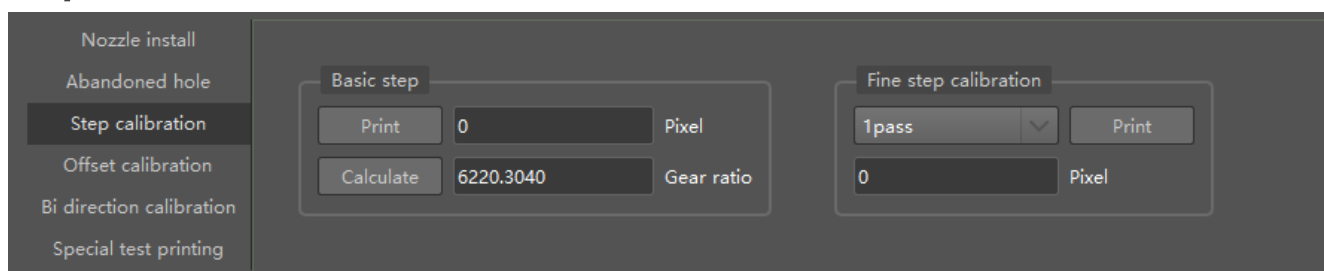 Nozzle install
Abandoned hole
Step calibration
Offset calibration
Bi direction calibration
Special test printing
Basic step
Print 0 Pixel
Calculate 6220.3040 Gear ratio
Fine step calibration
1pass Print
0 Pixel